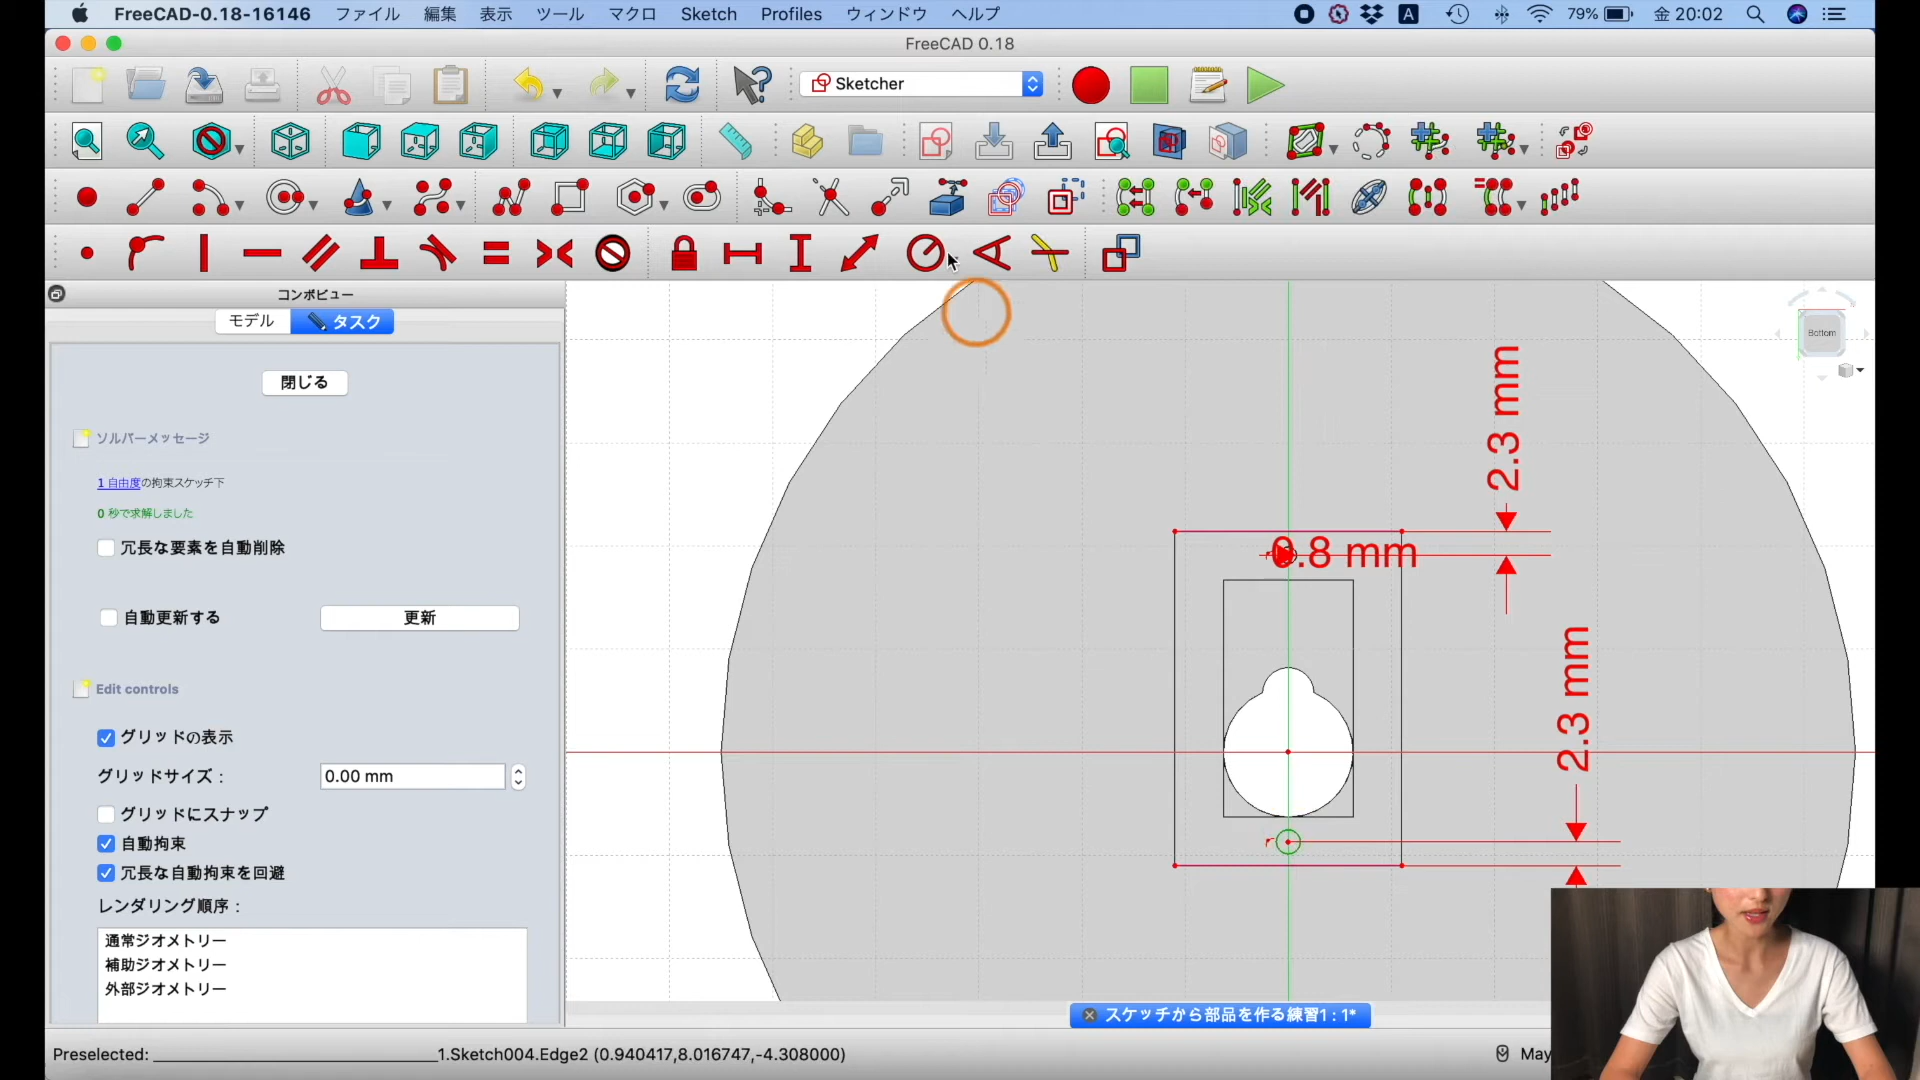 FreeCAD-0.18-16146 ファイル 編集 表示 ツール マクロ Sketch Profiles ウィンドウ ヘルプ A 79% 金 20:02
FreeCAD 0.18
Sketcher
コンボビュー
モデル タスク
閉じる
ソルバーメッセージ
1 自由度の拘束スケッチ下
0 秒で求解しました
冗長な要素を自動削除
自動更新する 更新
Edit controls
グリッドの表示
グリッドサイズ： 0.00 mm
グリッドにスナップ
自動拘束
冗長な自動拘束を回避
レンダリング順序：
通常ジオメトリー
補助ジオメトリー
外部ジオメトリー
Bottom
2.3 mm
0.8 mm
2.3 mm
スケッチから部品を作る練習1 : 1*
Preselected: ________________________________1.Sketch004.Edge2 (0.940417,8.016747,-4.308000)
May